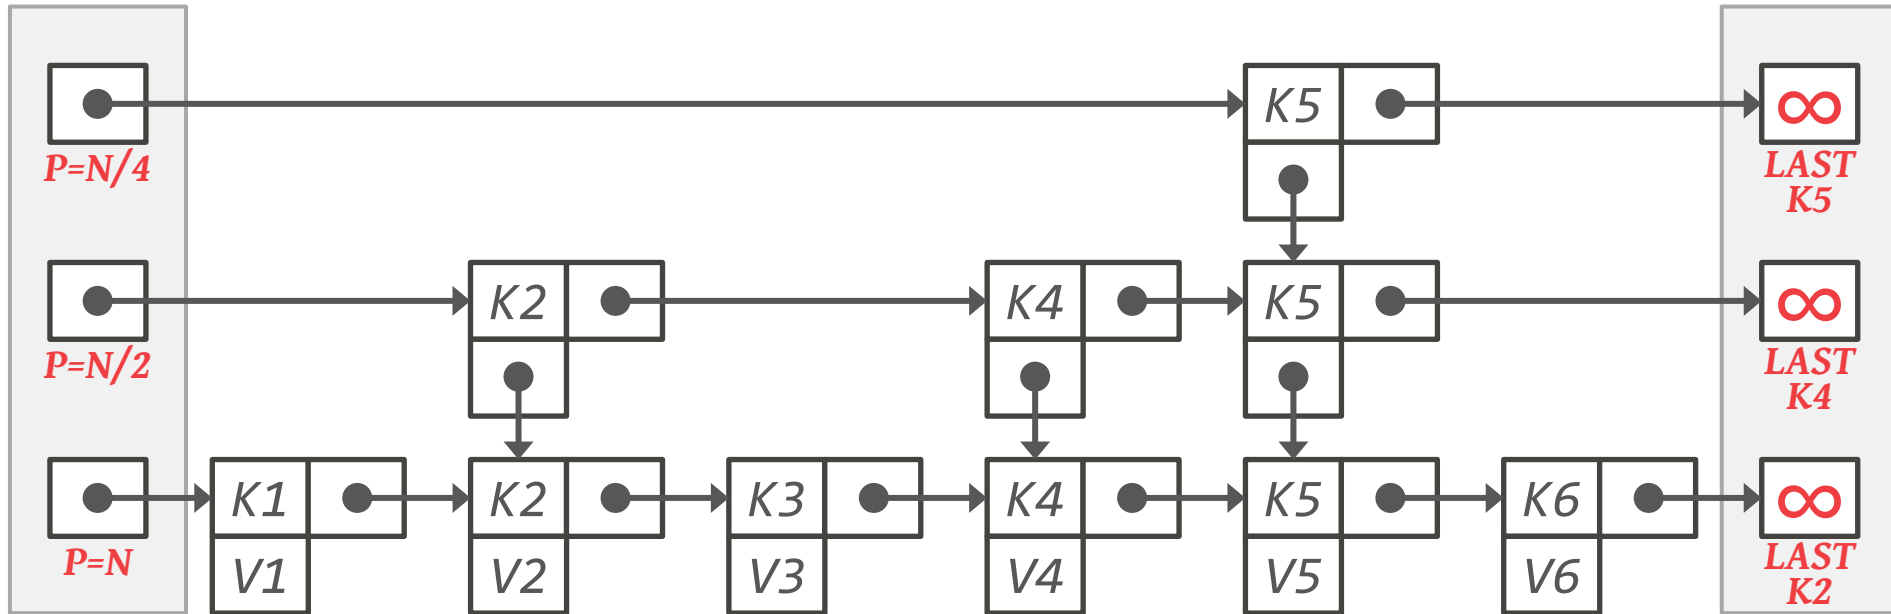 K5
∞
P=N/4
LAST
K5
K2
K4
K5
∞
P=N/2
LAST
K4
K1
K2
K3
K4
K5
K6
∞
P=N
V1
V2
V3
V4
V5
V6
LAST
K2